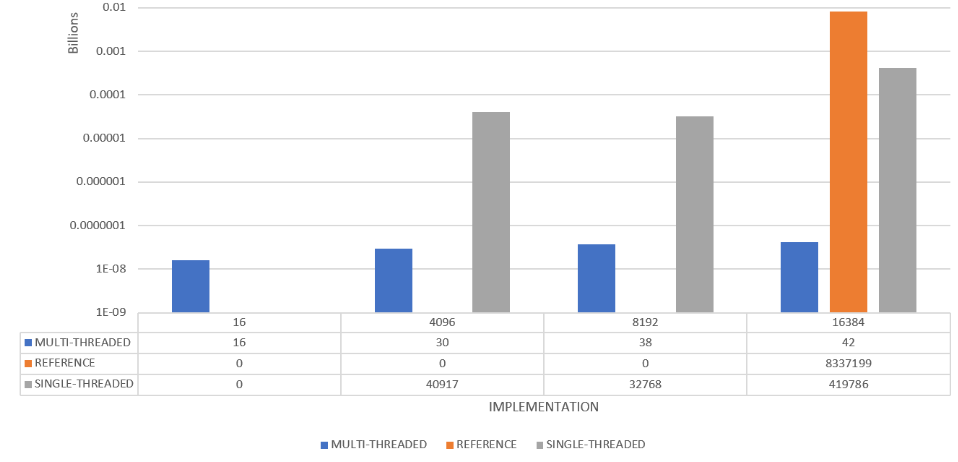 Billions
0.01
0.001
0.0001
0.00001
0.000001
0.0000001
1E-08
1E-09
16 4096 8192 16384
MULTI-THREADED 16 30 38 42
REFERENCE 0 0 0 8337199
SINGLE-THREADED 0 40917 32768 419786
IMPLEMENTATION
MULTI-THREADED REFERENCE SINGLE-THREADED